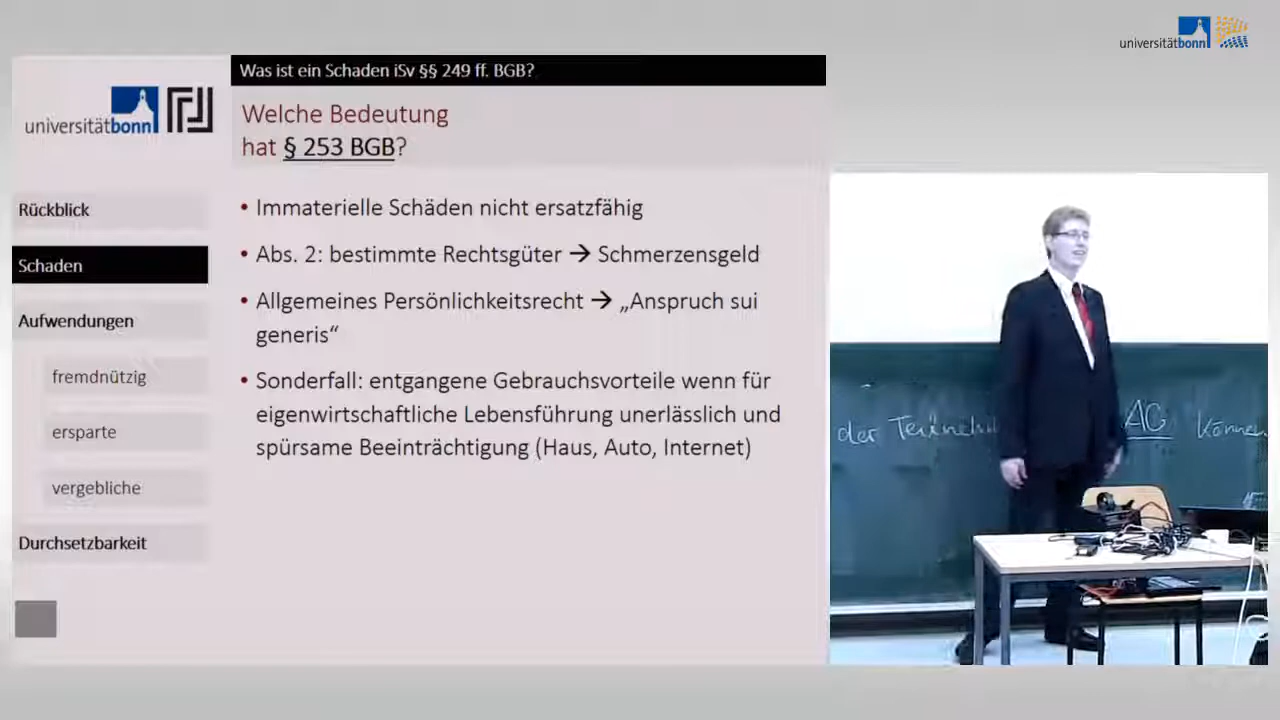 universitätbonn
Was ist ein Schaden iSv §§ 249 ff. BGB?
universitätbonn
Welche Bedeutung
hat § 253 BGB?
Rückblick
Schaden
Aufwendungen
fremdnützig
ersparte
vergebliche
Durchsetzbarkeit
• Immaterielle Schäden nicht ersatzfähig
• Abs. 2: bestimmte Rechtsgüter → Schmerzensgeld
• Allgemeines Persönlichkeitsrecht → „Anspruch sui
generis“
• Sonderfall: entgangene Gebrauchsvorteile wenn für
eigenwirtschaftliche Lebensführung unerlässlich und
spürsame Beeinträchtigung (Haus, Auto, Internet)
der AG Können